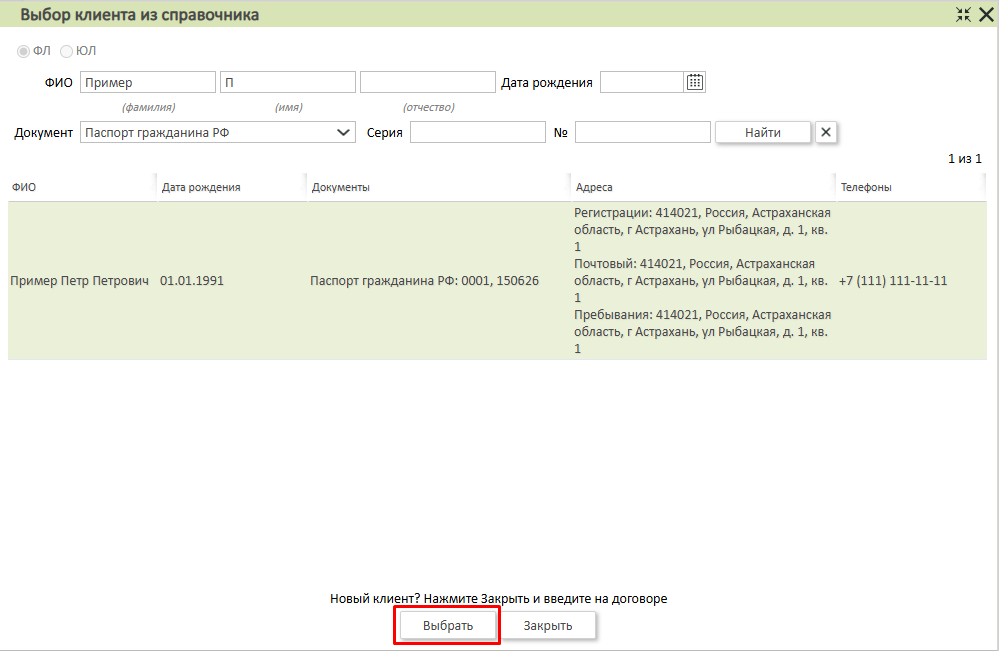 Выбор клиента из справочника
ФЛ ЮЛ
ФИО Пример П Дата рождения
(фамилия) (имя) (отчество)
Документ Паспорт гражданина РФ Серия № Найти
1 из 1
ФИО Дата рождения Документы Адреса Телефоны
Регистрации: 414021, Россия, Астраханская
область, г Астрахань, ул Рыбацкая, д. 1, кв.
1
Почтовый: 414021, Россия, Астраханская
Пример Петр Петрович 01.01.1991 Паспорт гражданина РФ: 0001, 150626 область, г Астрахань, ул Рыбацкая, д. 1, кв. +7 (111) 111-11-11
1
Пребывания: 414021, Россия, Астраханская
область, г Астрахань, ул Рыбацкая, д. 1, кв.
1
Новый клиент? Нажмите Закрыть и введите на договоре
Выбрать Закрыть